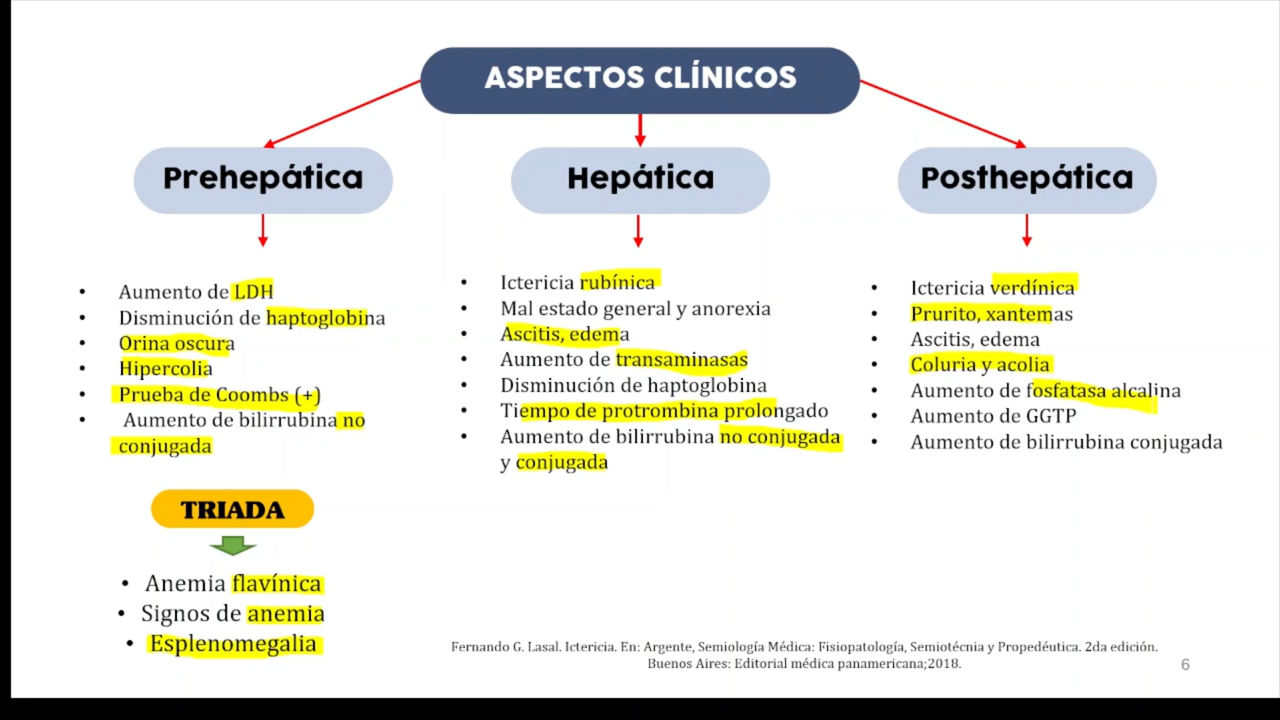 ASPECTOS CLÍNICOS
Prehepática
• Aumento de LDH
• Disminución de haptoglobina
• Orina oscura
• Hipercolia
• Prueba de Coombs (+)
• Aumento de bilirrubina no
conjugada
TRIADA
• Anemia flavínica
• Signos de anemia
• Esplenomegalia
Hepática
• Ictericia rubínica
• Mal estado general y anorexia
• Ascitis, edema
• Aumento de transaminasas
• Disminución de haptoglobina
• Tiempo de protrombina prolongado
• Aumento de bilirrubina no conjugada
y conjugada
Posthepática
• Ictericia verdínica
• Prurito, xantemas
• Ascitis, edema
• Coluria y acolia
• Aumento de fosfatasa alcalina
• Aumento de GGTP
• Aumento de bilirrubina conjugada
Fernando G. Lasal. Ictericia. En: Argente, Semiología Médica: Fisiopatología, Semiotécnia y Propedéutica. 2da edición.
Buenos Aires: Editorial médica panamericana;2018.
6